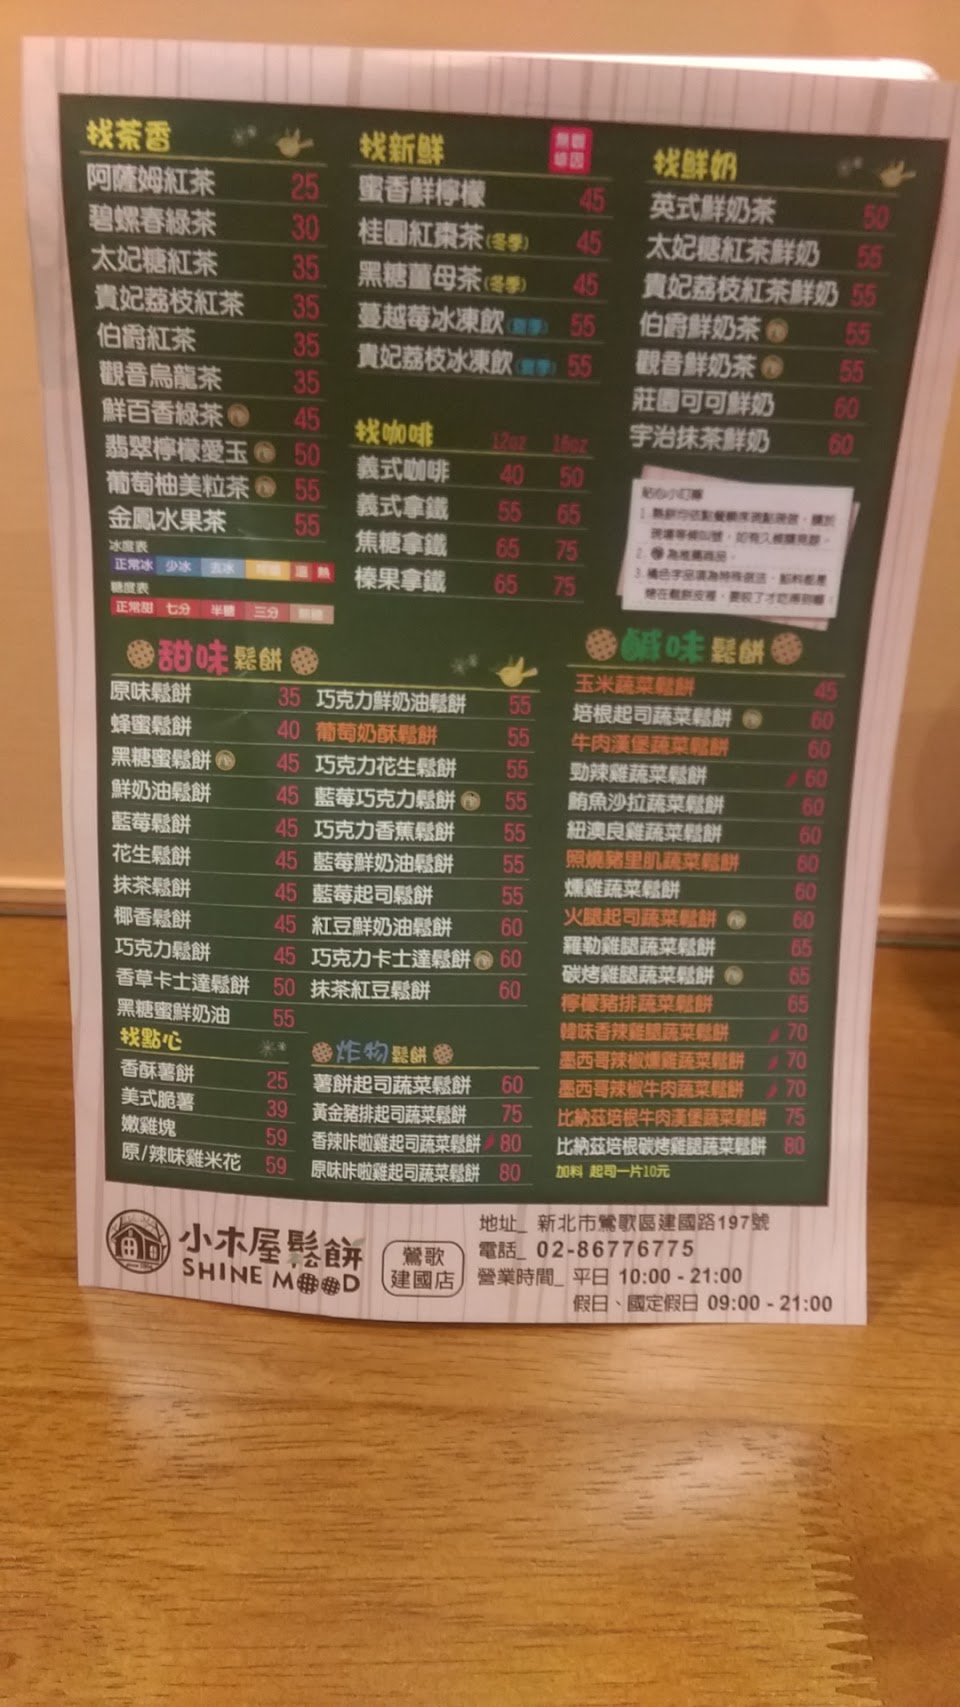 找茶香
阿薩姆紅茶 25
碧螺春綠茶 30
太妃糖紅茶 35
貴妃荔枝紅茶 35
伯爵紅茶 35
觀音烏龍茶 35
鮮百香綠茶 45
翡翠檸檬愛玉 50
葡萄柚美粒茶 55
金鳳水果茶 55
冰度表
正常冰 少冰 去冰 溫 熱
糖度表
正常甜 七分 半糖 三分 無糖
找新鮮
無咖啡因
蜜香鮮檸檬 45
桂圓紅棗茶(冬季) 45
黑糖薑母茶(冬季) 45
蔓越莓冰凍飲(夏季) 55
貴妃荔枝冰凍飲(夏季) 55
找咖啡 12oz 16oz
義式咖啡 40 50
義式拿鐵 55 65
焦糖拿鐵 65 75
榛果拿鐵 65 75
找鮮奶
英式鮮奶茶 50
太妃糖紅茶鮮奶 55
貴妃荔枝紅茶鮮奶 55
伯爵鮮奶茶 55
觀音鮮奶茶 55
莊園可可鮮奶 60
宇治抹茶鮮奶 60
貼心小叮嚀
2. 為推薦商品。
甜味鬆餅
原味鬆餅 35
蜂蜜鬆餅 40
黑糖蜜鬆餅 45
鮮奶油鬆餅 45
藍莓鬆餅 45
花生鬆餅 45
抹茶鬆餅 45
椰香鬆餅 45
巧克力鬆餅 45
香草卡士達鬆餅 50
黑糖蜜鮮奶油 55
巧克力鮮奶油鬆餅 55
葡萄奶酥鬆餅 55
巧克力花生鬆餅 55
藍莓巧克力鬆餅 55
巧克力香蕉鬆餅 55
藍莓鮮奶油鬆餅 55
藍莓起司鬆餅 55
紅豆鮮奶油鬆餅 60
巧克力卡士達鬆餅 60
抹茶紅豆鬆餅 60
鹹味鬆餅
玉米蔬菜鬆餅 45
培根起司蔬菜鬆餅 60
牛肉漢堡蔬菜鬆餅 60
勁辣雞蔬菜鬆餅 60
鮪魚沙拉蔬菜鬆餅 60
紐澳良雞蔬菜鬆餅 60
照燒豬里肌蔬菜鬆餅 60
燻雞蔬菜鬆餅 60
火腿起司蔬菜鬆餅 60
羅勒雞腿蔬菜鬆餅 65
碳烤雞腿蔬菜鬆餅 65
檸檬豬排蔬菜鬆餅 65
韓味香辣雞腿蔬菜鬆餅 70
墨西哥辣椒燻雞蔬菜鬆餅 70
墨西哥辣椒牛肉蔬菜鬆餅 70
比納茲培根牛肉漢堡蔬菜鬆餅 75
比納茲培根碳烤雞腿蔬菜鬆餅 80
加料 起司一片10元
找點心
香酥薯餅 25
美式脆薯 39
嫩雞塊 59
原/辣味雞米花 59
炸物鬆餅
薯餅起司蔬菜鬆餅 60
黃金豬排起司蔬菜鬆餅 75
香辣咔啦雞起司蔬菜鬆餅 80
原味咔啦雞起司蔬菜鬆餅 80
小木屋鬆餅
SHINE MOOD
鶯歌
建國店
地址_ 新北市鶯歌區建國路197號
電話_ 02-86776775
營業時間_ 平日 10:00 - 21:00
假日、國定假日 09:00 - 21:00